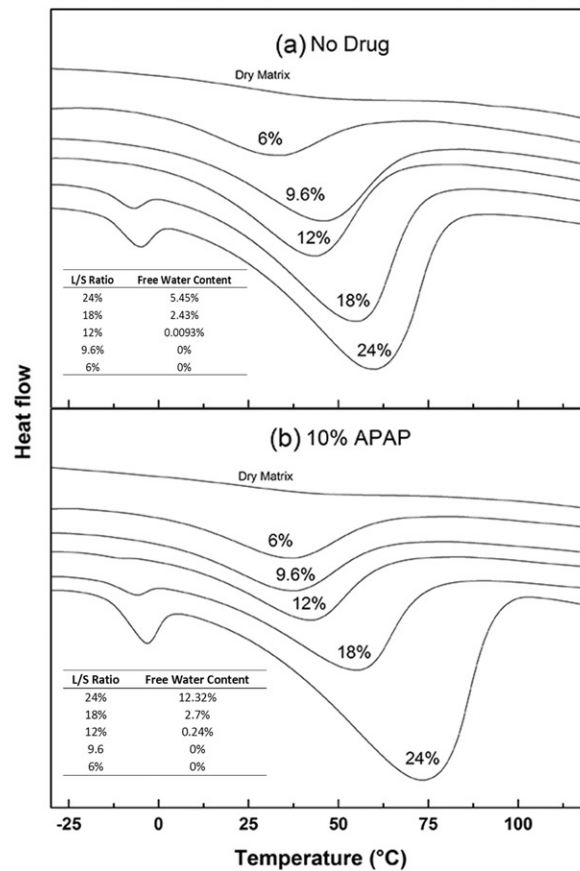 (a) No Drug
Dry Matrix
6%
9.6%
12%
18%
24%
L/S Ratio Free Water Content
24% 5.45%
18% 2.43%
12% 0.0093%
9.6% 0%
6% 0%
Heat flow
(b) 10% APAP
Dry Matrix
6%
9.6%
12%
18%
24%
L/S Ratio Free Water Content
24% 12.32%
18% 2.7%
12% 0.24%
9.6 0%
6% 0%
-25 0 25 50 75 100
Temperature (°C)